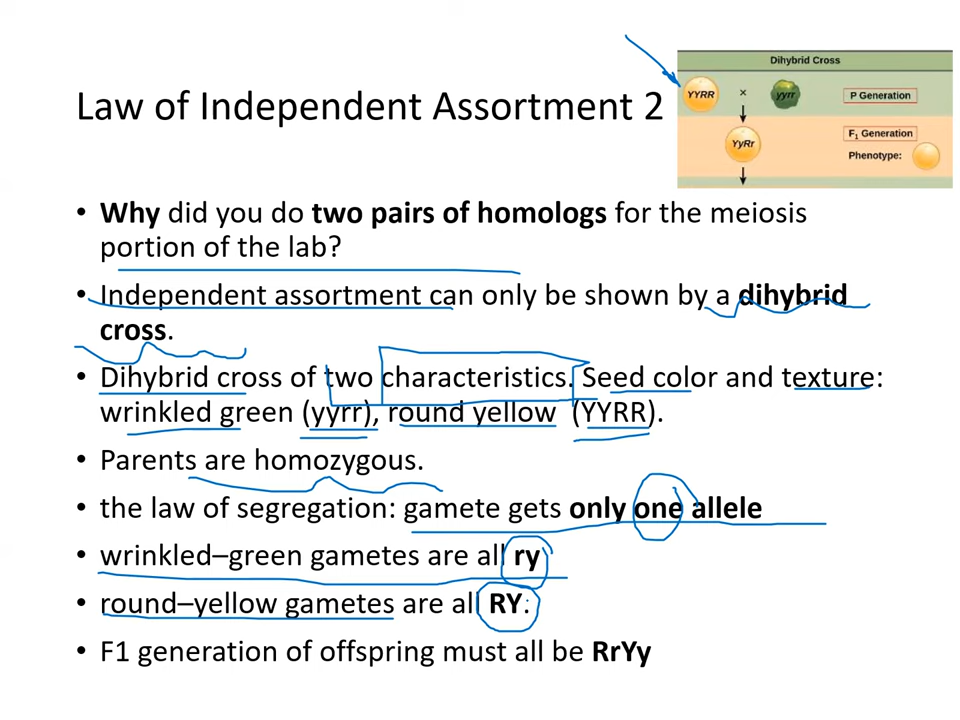 Law of Independent Assortment 2
Dihybrid Cross
YYRR
×
yyrr
P Generation
YyRr
F₁ Generation
Phenotype:
• Why did you do two pairs of homologs for the meiosis
portion of the lab?
• Independent assortment can only be shown by a dihybrid
cross.
• Dihybrid cross of two characteristics. Seed color and texture:
wrinkled green (yyrr), round yellow (YYRR).
• Parents are homozygous.
• the law of segregation: gamete gets only one allele
• wrinkled–green gametes are all ry
• round–yellow gametes are all RY.
• F1 generation of offspring must all be RrYy